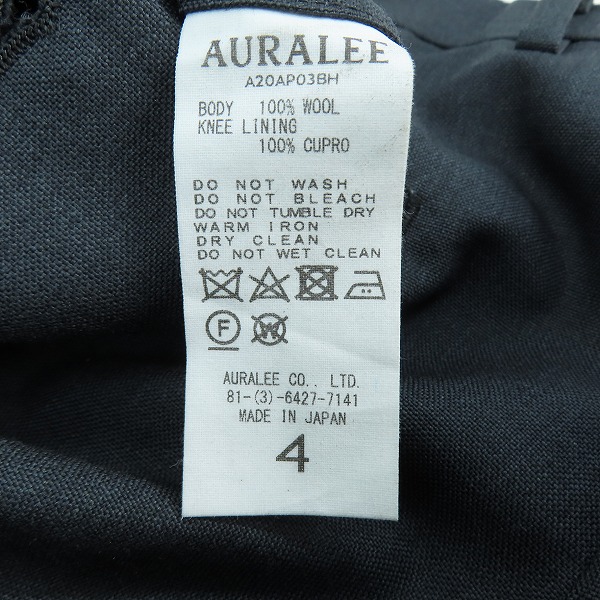 AURALEE
A20AP03BH
BODY 100% WOOL
KNEE LINING
100% CUPRO
DO NOT WASH
DO NOT BLEACH
DO NOT TUMBLE DRY
WARM IRON
DRY CLEAN
DO NOT WET CLEAN
F W
AURALEE CO., LTD.
81-(3)-6427-7141
MADE IN JAPAN
4